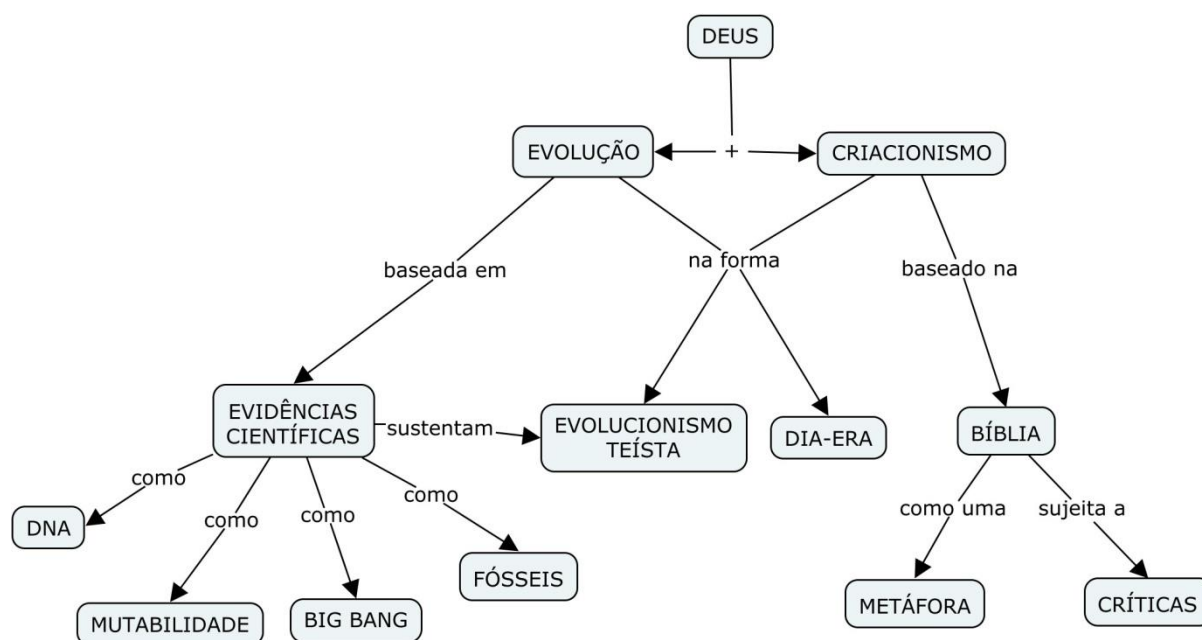 DEUS
EVOLUÇÃO
+
CRIACIONISMO
baseada em
na forma
baseado na
EVIDÊNCIAS
CIENTÍFICAS
sustentam
EVOLUCIONISMO
TEÍSTA
DIA-ERA
BÍBLIA
como
como
como
como
como uma
sujeita a
DNA
MUTABILIDADE
BIG BANG
FÓSSEIS
METÁFORA
CRÍTICAS